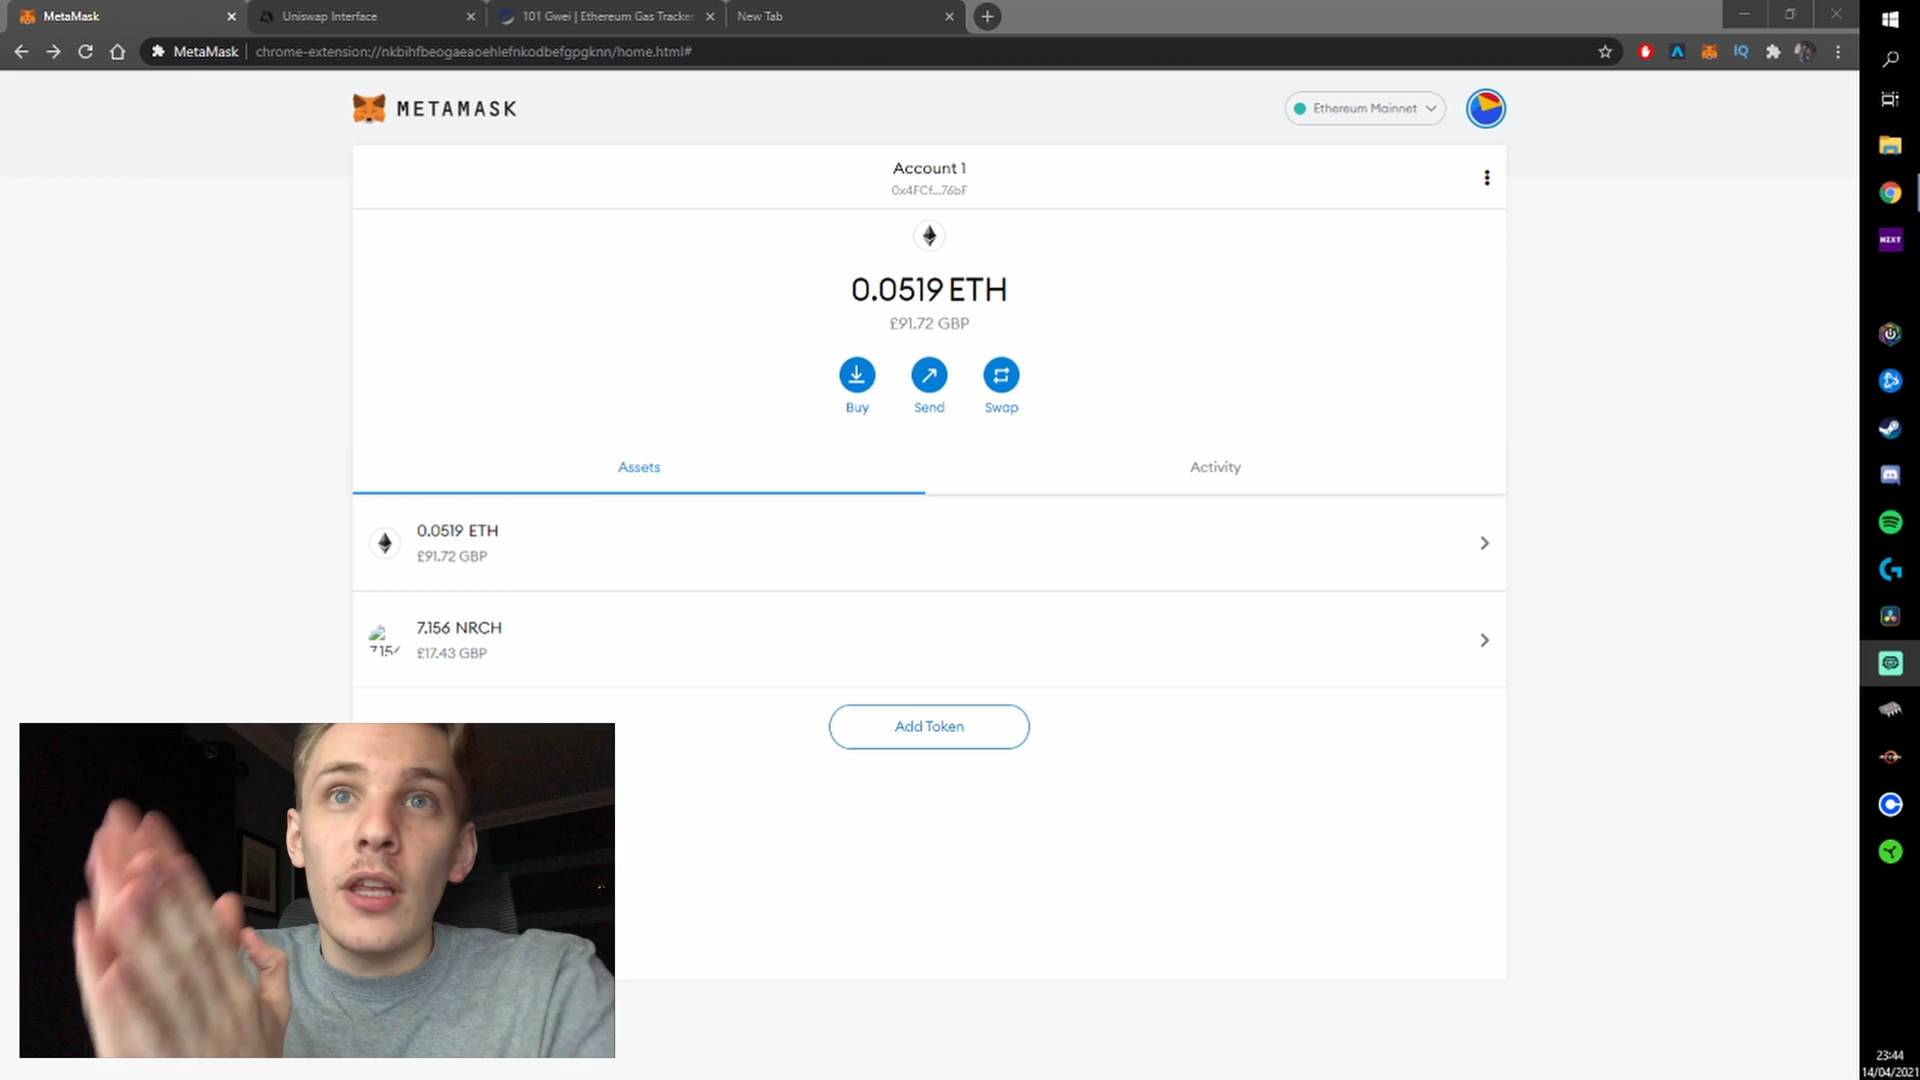 MetaMask
Uniswap Interface
101 Gwei | Ethereum Gas Tracker
New Tab
MetaMask
chrome-extension://nkbihfbeogaeaoehlefnkodbefgpgknn/home.html#
IQ
METAMASK
Ethereum Mainnet
Account 1
0x4FCf...76bF
0.0519 ETH
£91.72 GBP
Buy
Send
Swap
Assets
Activity
0.0519 ETH
£91.72 GBP
7.156 NRCH
£17.43 GBP
Add Token
NZXT
23:44
14/04/2021